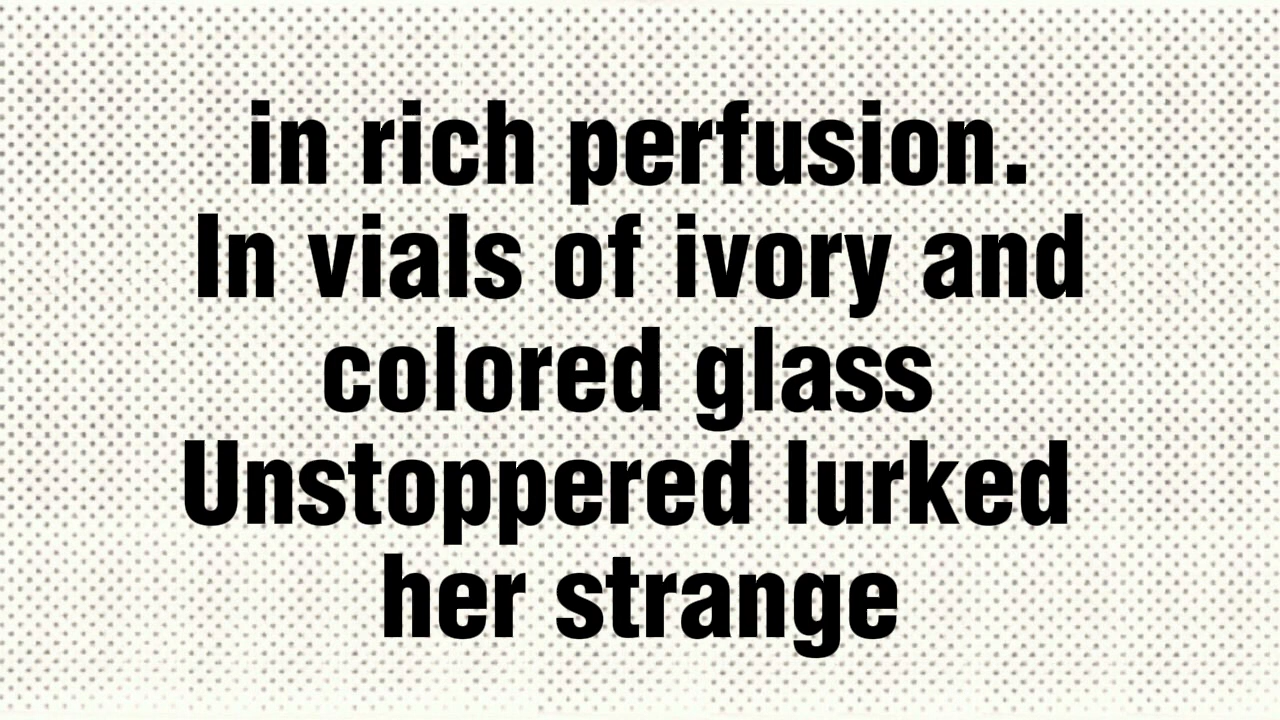 in rich perfusion.
In vials of ivory and
colored glass
Unstoppered lurked
her strange